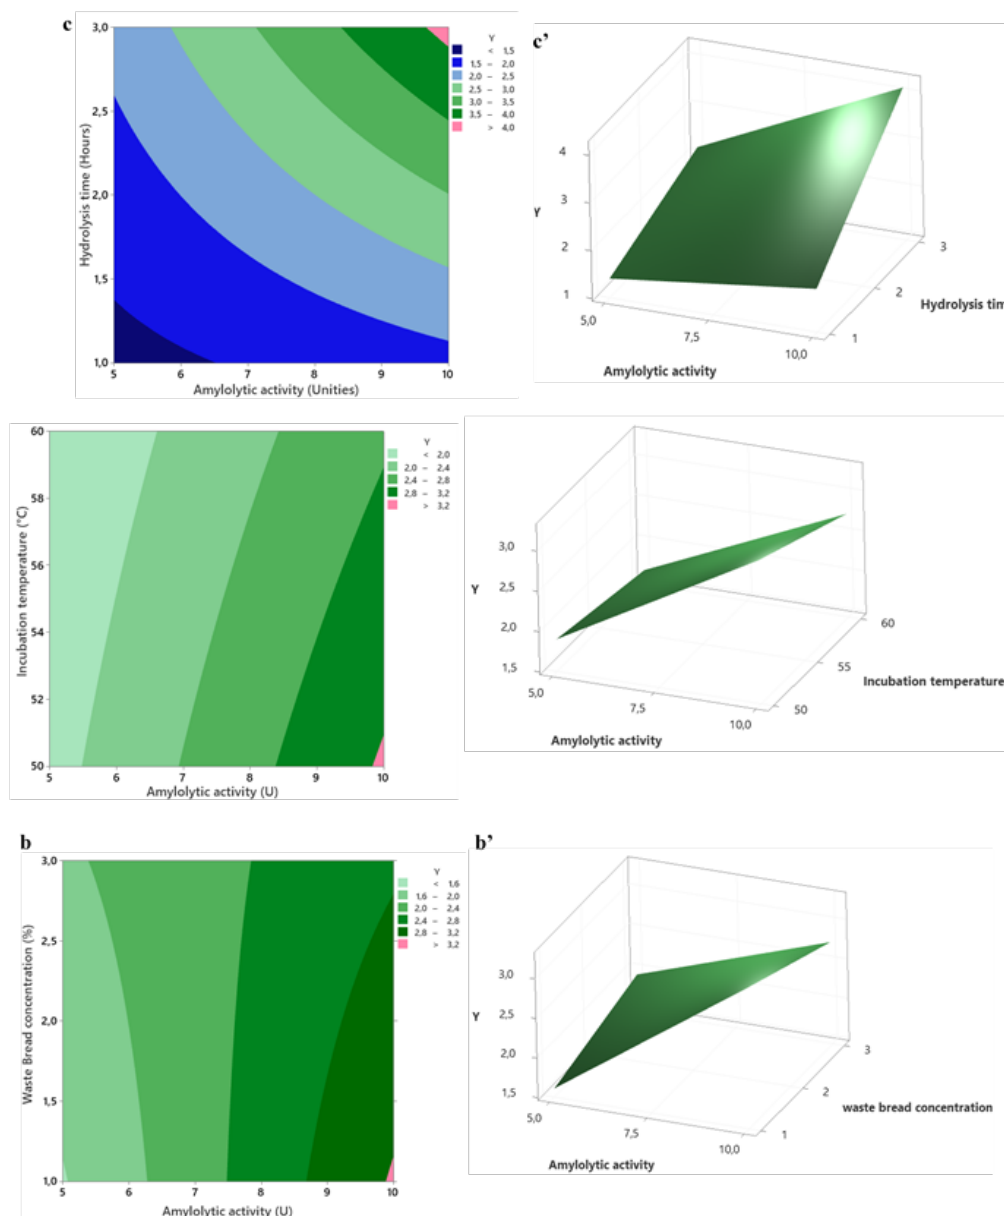 c
3,0
2,5
2,0
1,5
1,0
Hydrolysis time (Hours)
5 6 7 8 9 10
Amylolytic activity (Unities)
Y
< 1,5
1,5 – 2,0
2,0 – 2,5
2,5 – 3,0
3,0 – 3,5
3,5 – 4,0
> 4,0
c’
4
3
Y
2
1
5,0
7,5
10,0
Amylolytic activity
1
2
3
Hydrolysis tim
60
58
56
54
52
50
Incubation temperature (°C)
5 6 7 8 9 10
Amylolytic activity (U)
Y
< 2,0
2,0 – 2,4
2,4 – 2,8
2,8 – 3,2
> 3,2
3,0
Y 2,5
2,0
1,5
5,0
7,5
10,0
Amylolytic activity
50
55
60
Incubation temperature
b
3,0
2,5
2,0
1,5
1,0
Waste Bread concentration (%)
5 6 7 8 9 10
Amylolytic activity (U)
Y
< 1,6
1,6 – 2,0
2,0 – 2,4
2,4 – 2,8
2,8 – 3,2
> 3,2
b’
3,0
2,5
Y
2,0
1,5
5,0
7,5
10,0
Amylolytic activity
1
2
3
waste bread concentration